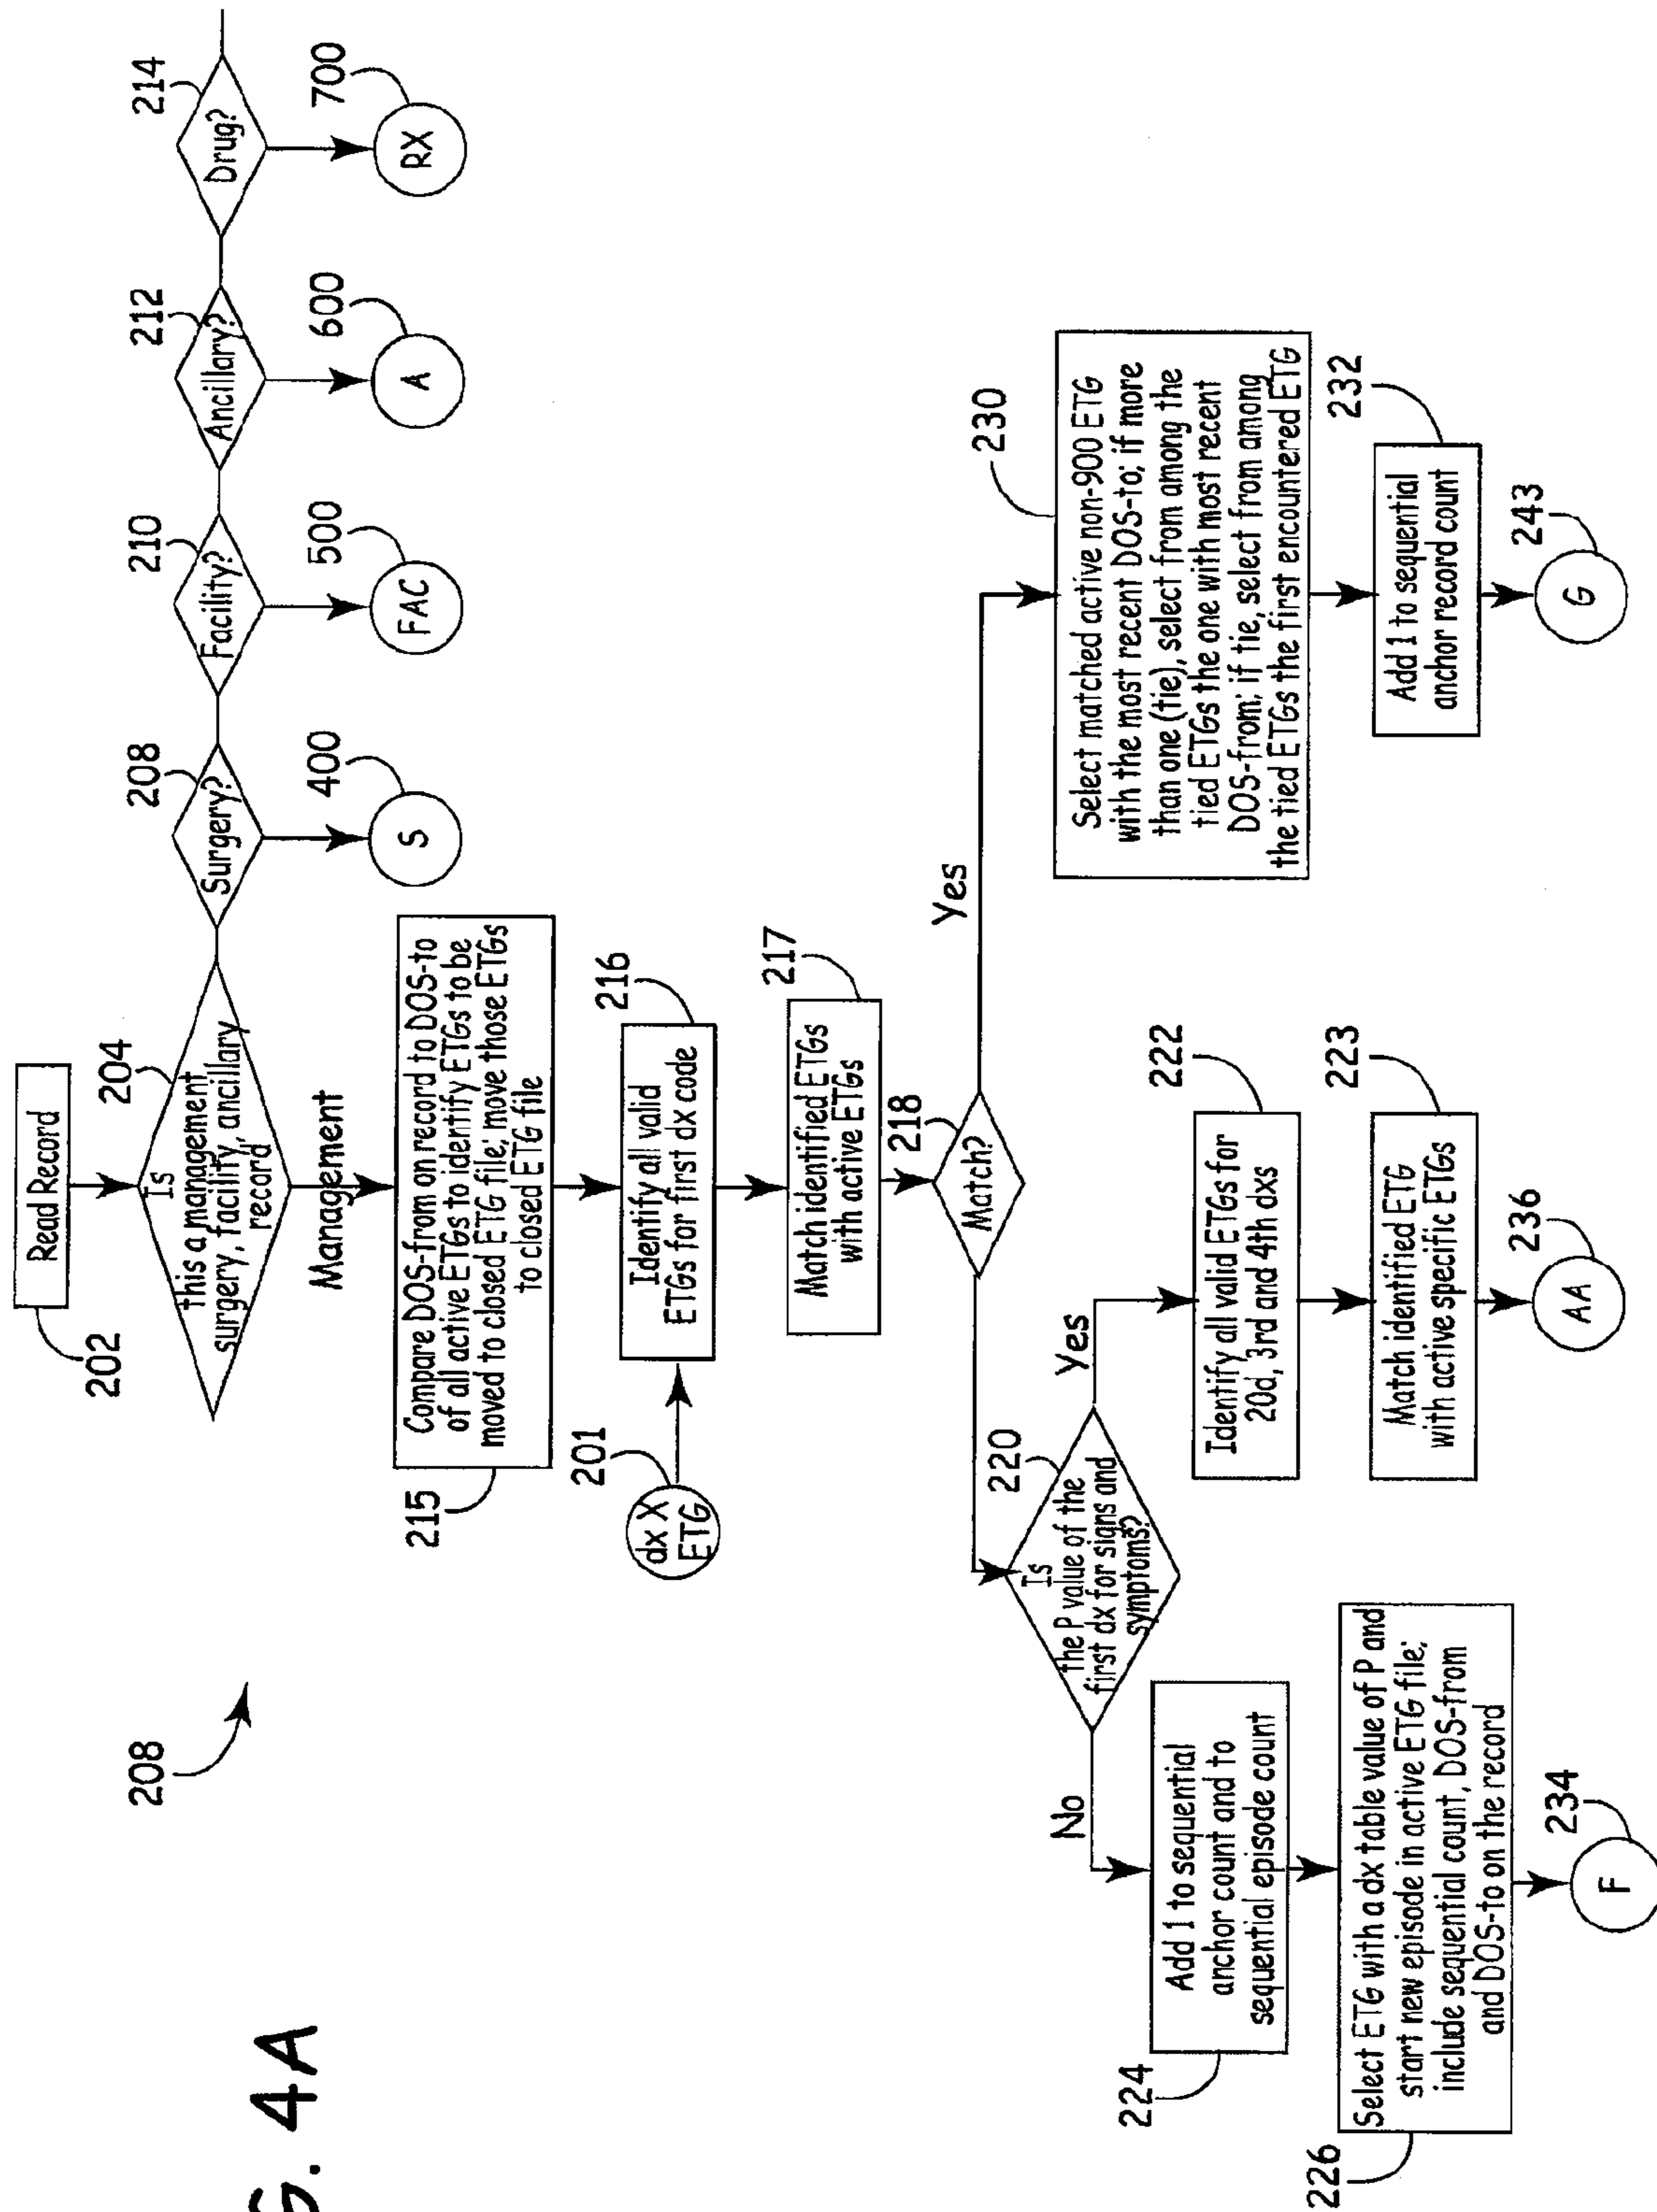 G. 4A
208
Read Record
202
204
Is
this a management
surgery, facility, ancillary
record
208
Surgery?
210
Facility?
212
Ancillary?
214
Drug?
400
S
500
FAC
600
A
700
RX
Management
Compare DOS-from on record to DOS-to
of all active ETGs to identify ETGs to be
moved to closed ETG file; move those ETGs
to closed ETG file
215
201
dx X
ETG
Identify all valid
ETGs for first dx code
216
Match identified ETGs
with active ETGs
217
218
Match?
Yes
220
Is
the P value of the
first dx for signs and
symptoms?
No
Yes
224
Add 1 to sequential
anchor count and to
sequential episode count
226
Select ETG with a dx table value of P and
start new episode in active ETG file;
include sequential count, DOS-from
and DOS-to on the record
234
F
222
Identify all valid ETGs for
20d, 3rd and 4th dxs
223
Match identified ETG
with active specific ETGs
236
AA
230
Select matched active non-900 ETG
with the most recent DOS-to; if more
than one (tie), select from among the
tied ETGs the one with most recent
DOS-from; if tie, select from among
the tied ETGs the first encountered ETG
232
Add 1 to sequential
anchor record count
243
G